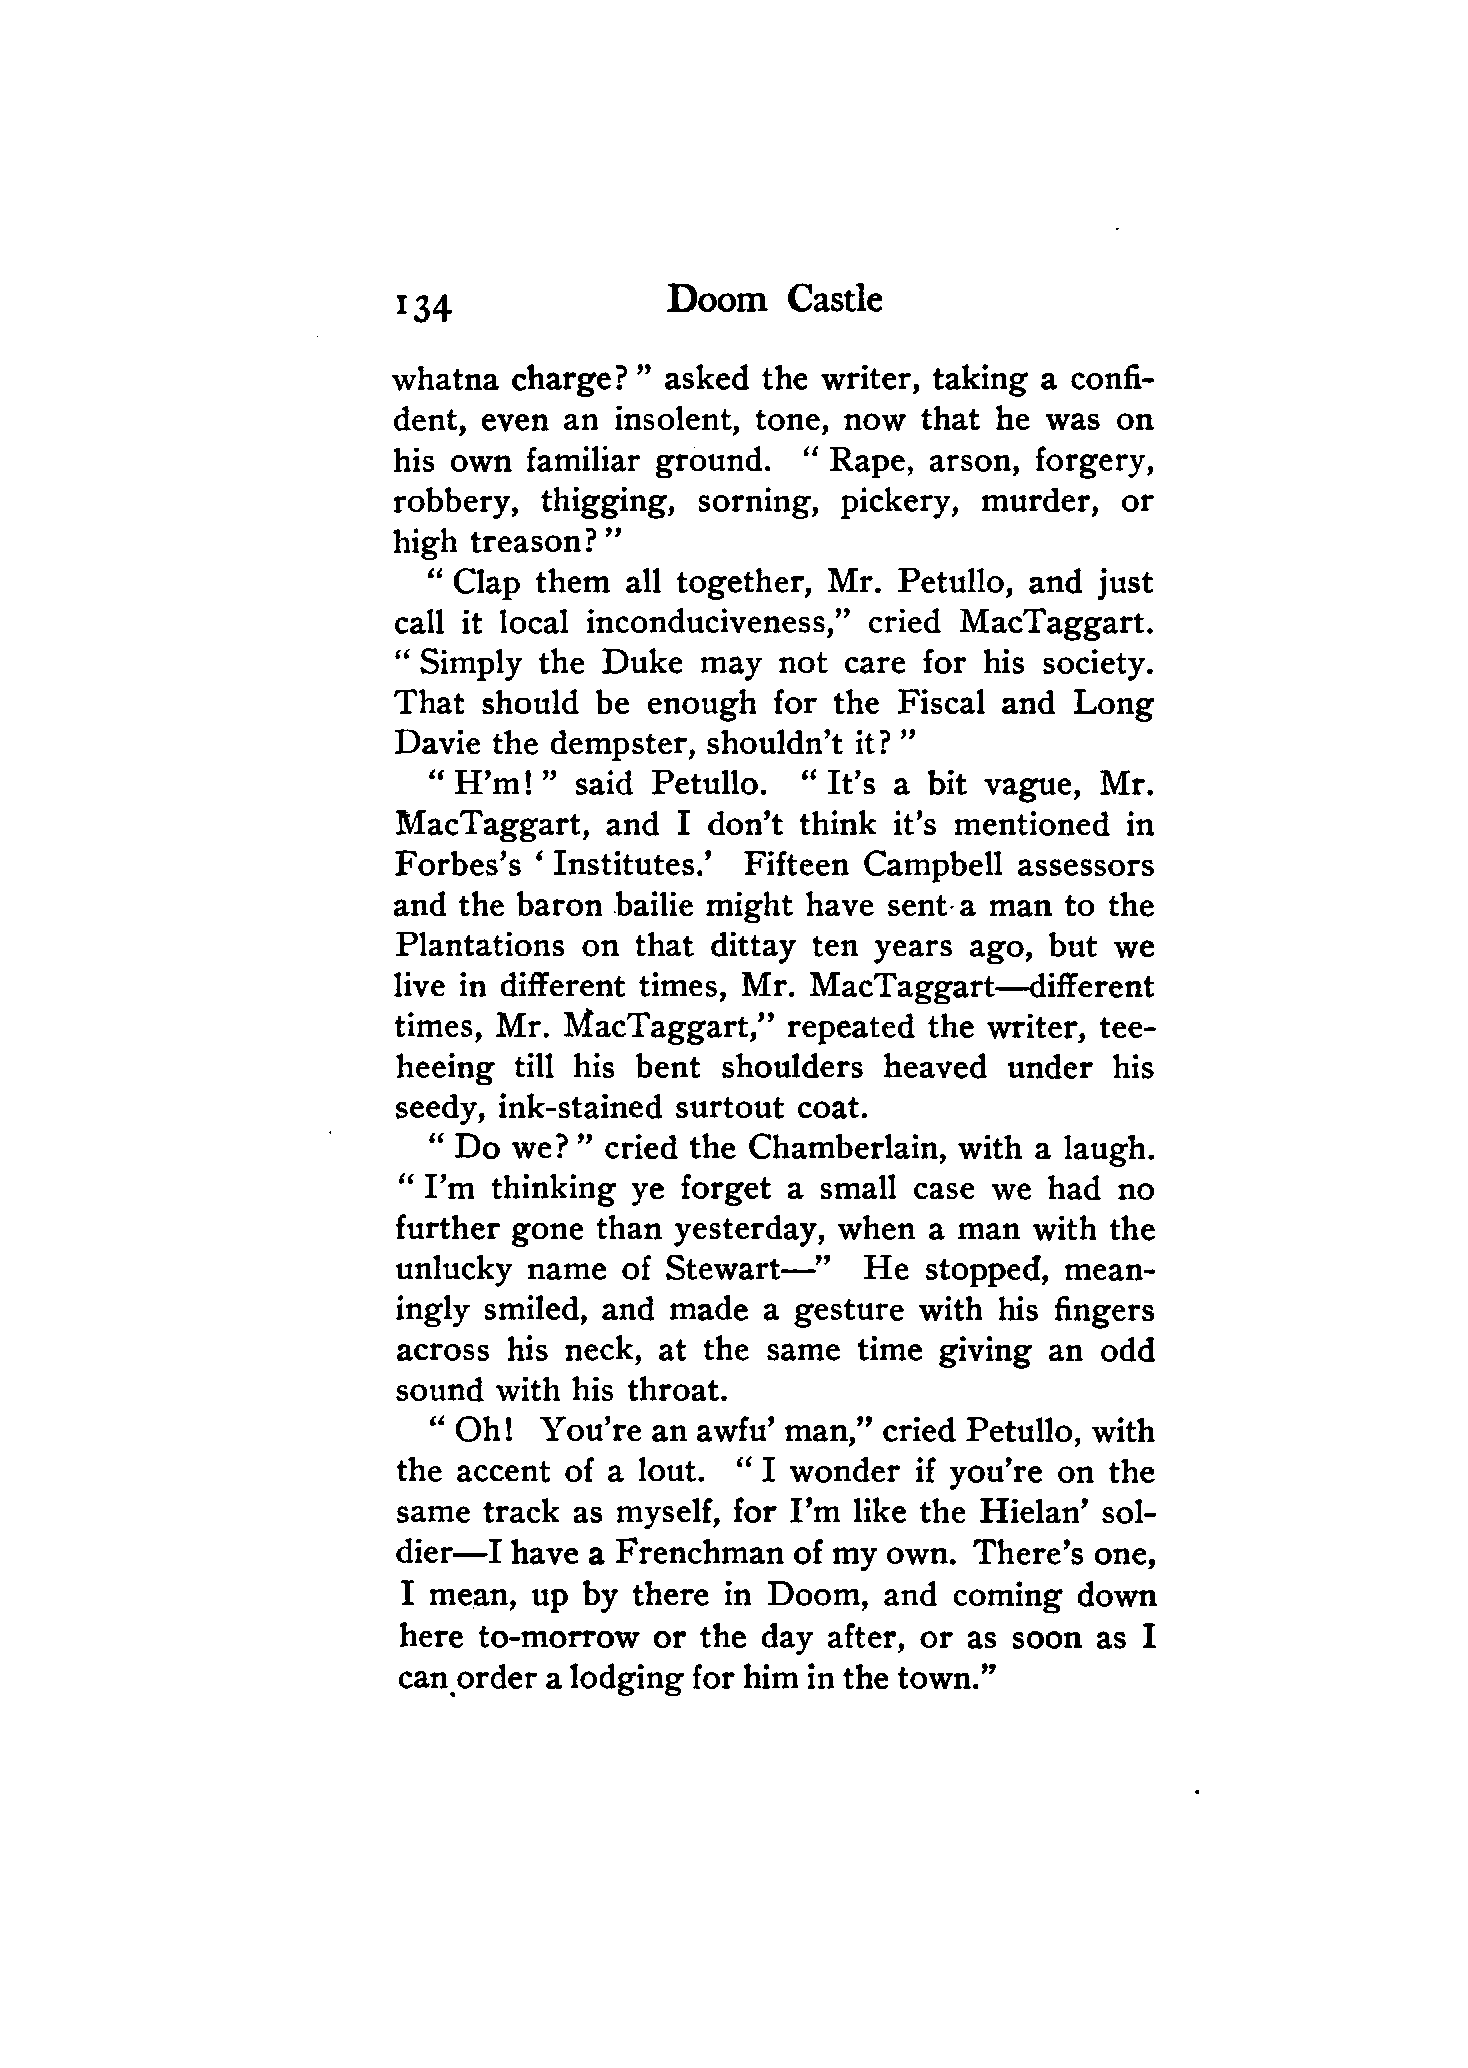 134 Doom Castle
whatna charge?" asked the writer, taking a confi-
dent, even an insolent, tone, now that he was on
his own familiar ground. "Rape, arson, forgery,
robbery, thigging, sorning, pickery, murder, or
high treason?"
"Clap them all together, Mr. Petullo, and just
call it local inconduciveness," cried MacTaggart.
"Simply the Duke may not care for his society.
That should be enough for the Fiscal and Long
Davie the dempster, shouldn't it?"
"H'm!" said Petullo. "It's a bit vague, Mr.
MacTaggart, and I don't think it's mentioned in
Forbes's 'Institutes.' Fifteen Campbell assessors
and the baron bailie might have sent a man to the
Plantations on that dittay ten years ago, but we
live in different times, Mr. MacTaggart—different
times, Mr. MacTaggart," repeated the writer, tee-
heeing till his bent shoulders heaved under his
seedy, ink-stained surtout coat.
"Do we?" cried the Chamberlain, with a laugh.
"I'm thinking ye forget a small case we had no
further gone than yesterday, when a man with the
unlucky name of Stewart—" He stopped, mean-
ingly smiled, and made a gesture with his fingers
across his neck, at the same time giving an odd
sound with his throat.
"Oh! You're an awfu' man," cried Petullo, with
the accent of a lout. "I wonder if you're on the
same track as myself, for I'm like the Hielan' sol-
dier—I have a Frenchman of my own. There's one,
I mean, up by there in Doom, and coming down
here to-morrow or the day after, or as soon as I
can order a lodging for him in the town."